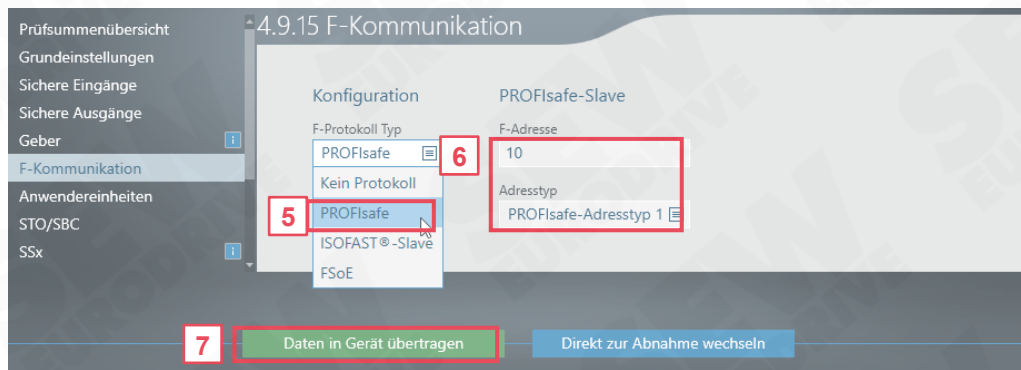 Prüfsummenübersicht
Grundeinstellungen
Sichere Eingänge
Sichere Ausgänge
Geber
i
F-Kommunikation
Anwendereinheiten
STO/SBC
SSx
i
4.9.15 F-Kommunikation
Konfiguration
F-Protokoll Typ
PROFIsafe
6
Kein Protokoll
5
PROFIsafe
ISOFAST®-Slave
FSoE
PROFIsafe-Slave
F-Adresse
10
Adresstyp
PROFIsafe-Adresstyp 1
7
Daten in Gerät übertragen
Direkt zur Abnahme wechseln
SEW
EURODRIVE